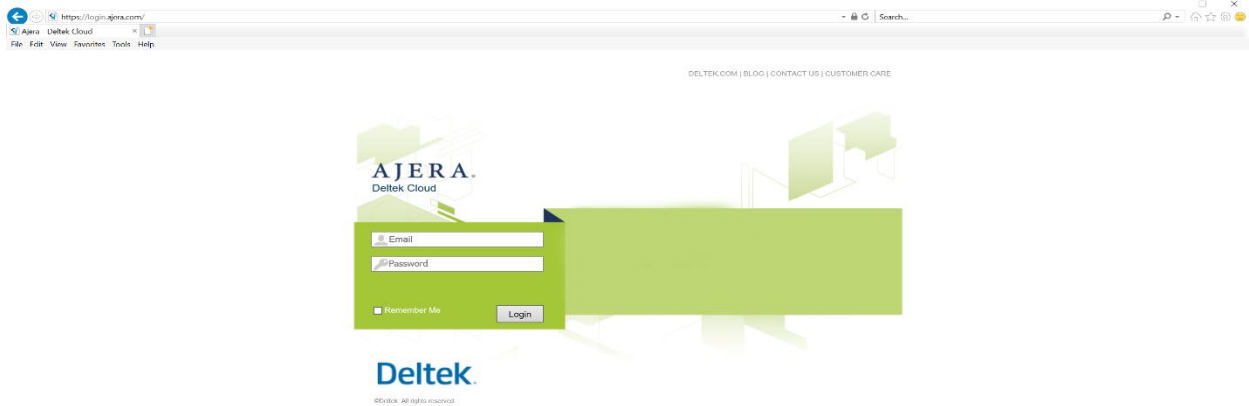 https://login.ajera.com/
Search...
Ajera Deltek Cloud
File Edit View Favorites Tools Help
DELTEK.COM | BLOG | CONTACT US | CUSTOMER CARE
AJERA.
Deltek Cloud
Email
Password
Remember Me
Login
Deltek.
©Deltek. All rights reserved.